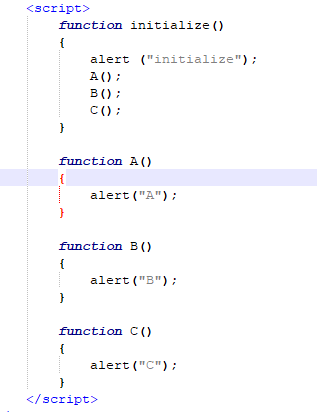 <script>
function initialize()
{
alert ("initialize");
A();
B();
C();
}
function A()
{
alert("A");
}
function B()
{
alert("B");
}
function C()
{
alert("C");
}
</script>